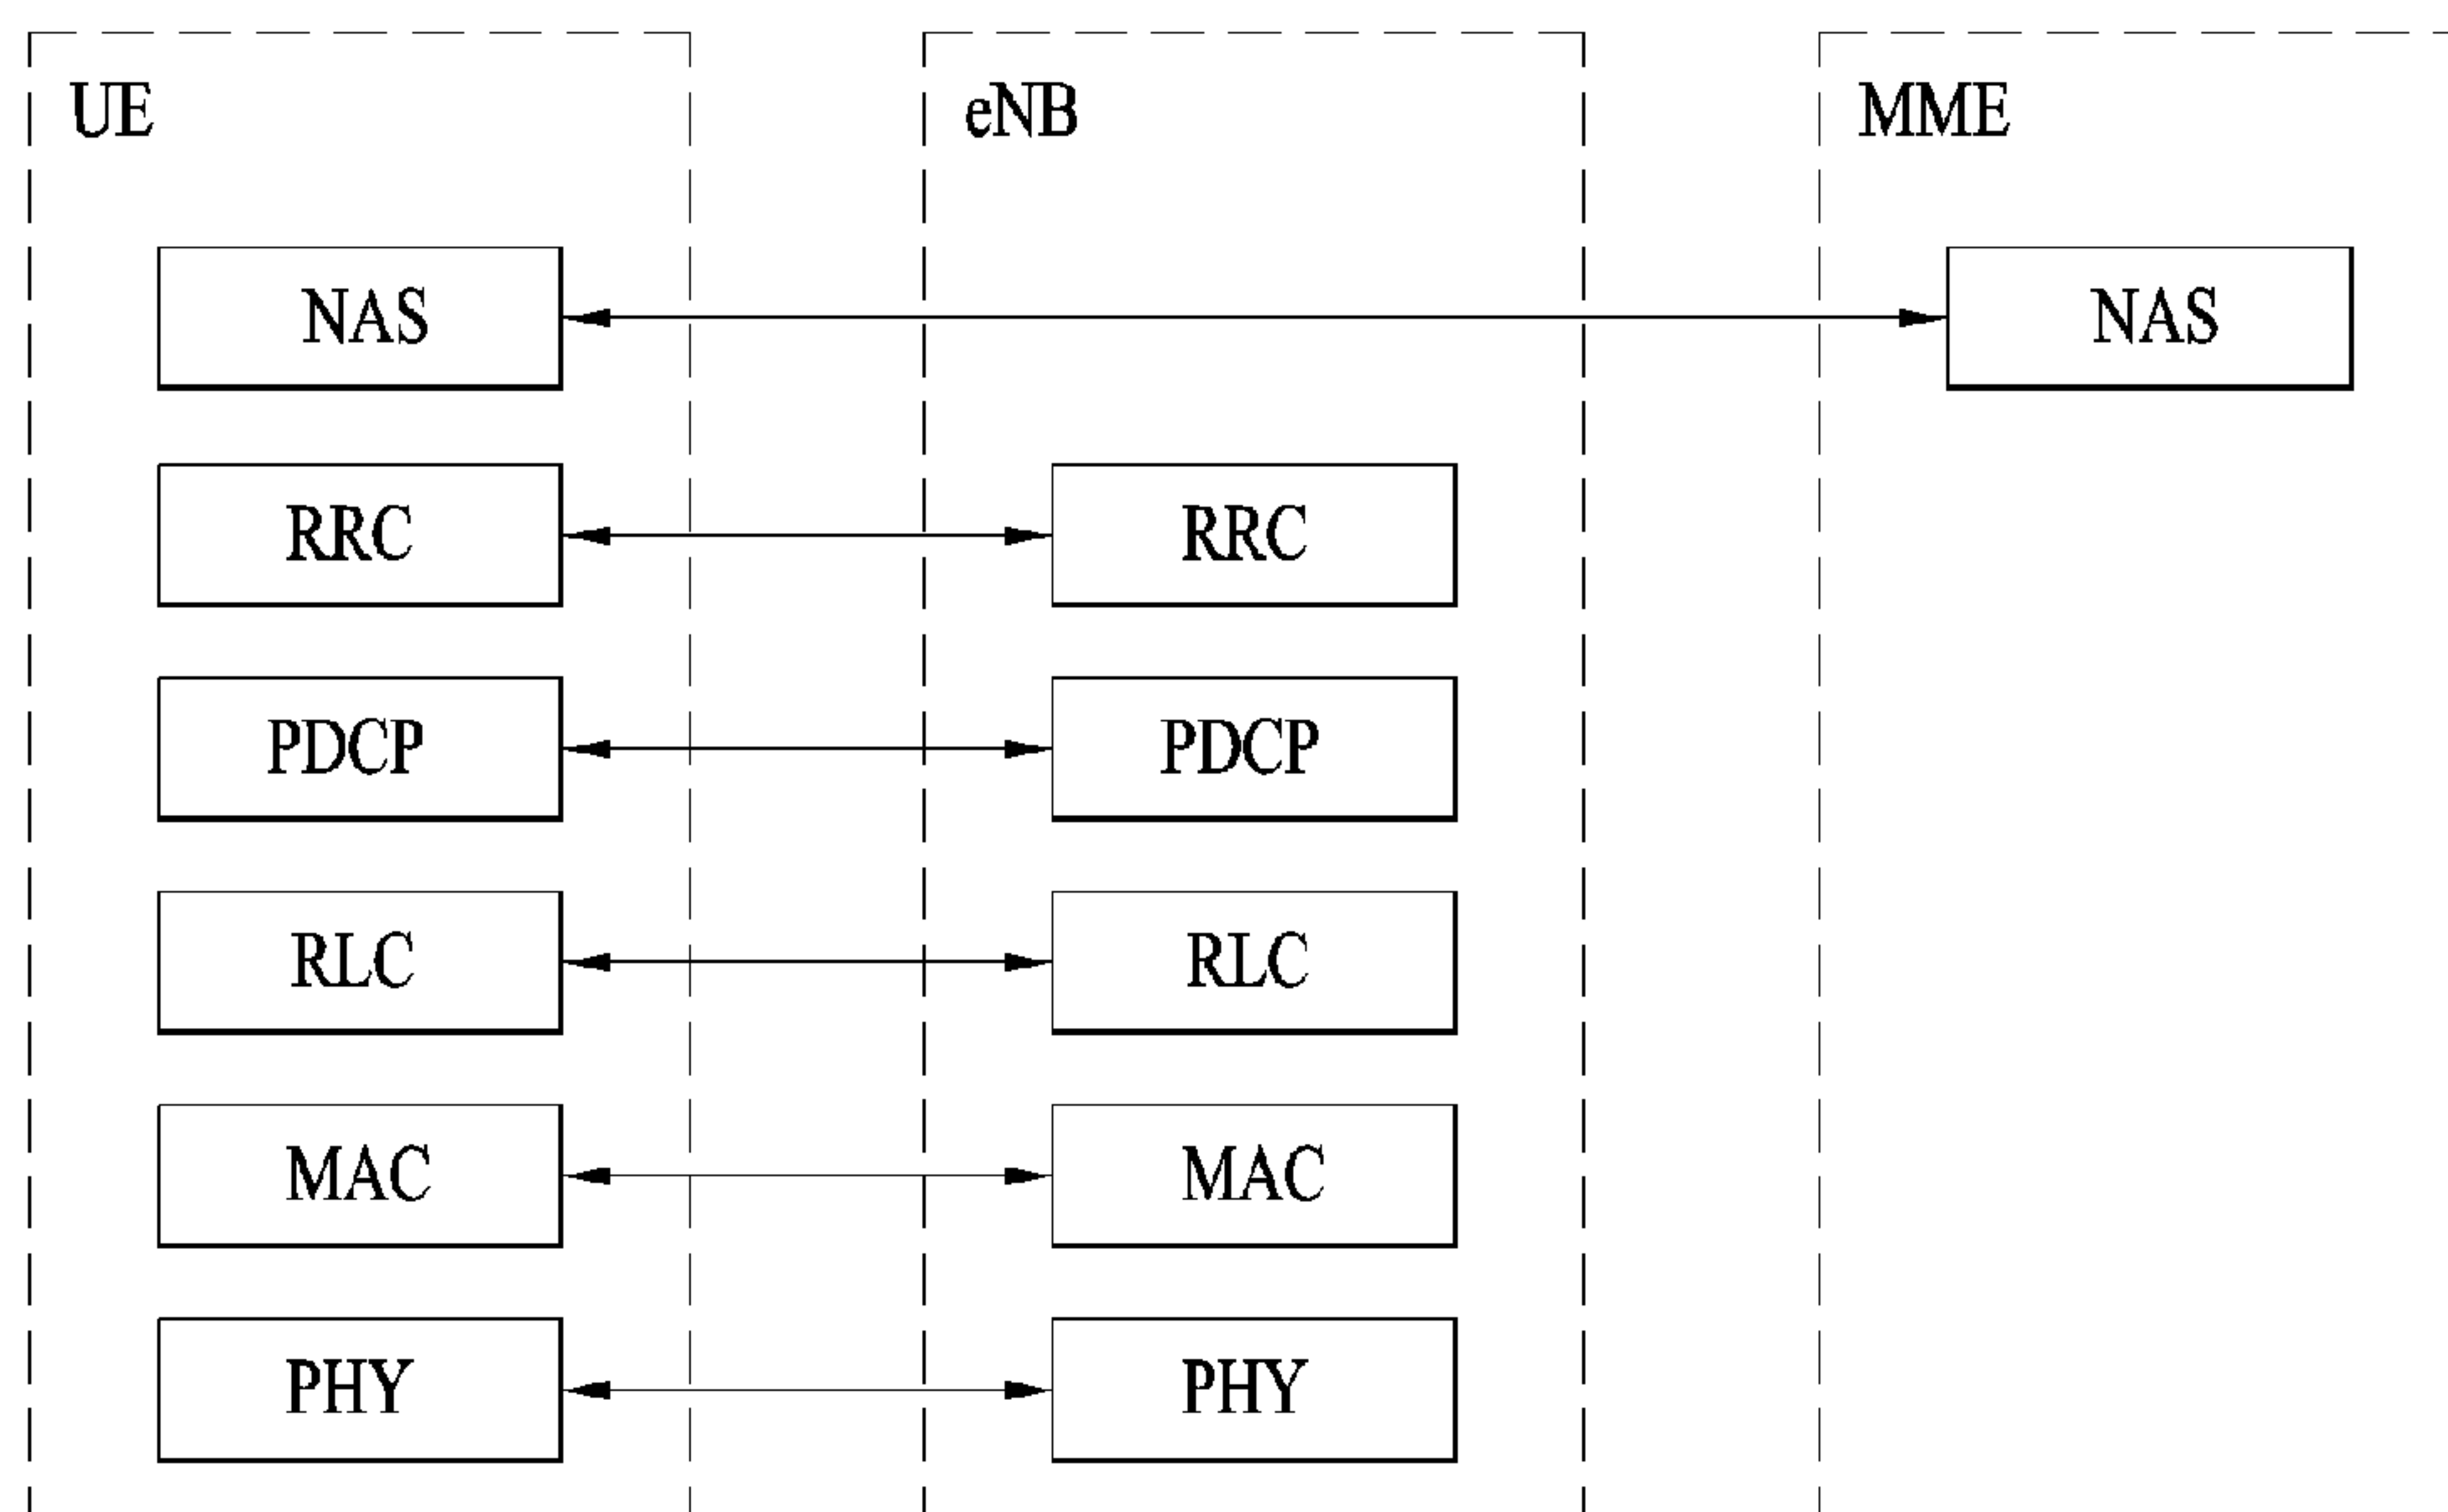 UE eNB MME
NAS NAS
RRC RRC
PDCP PDCP
RLC RLC
MAC MAC
PHY PHY